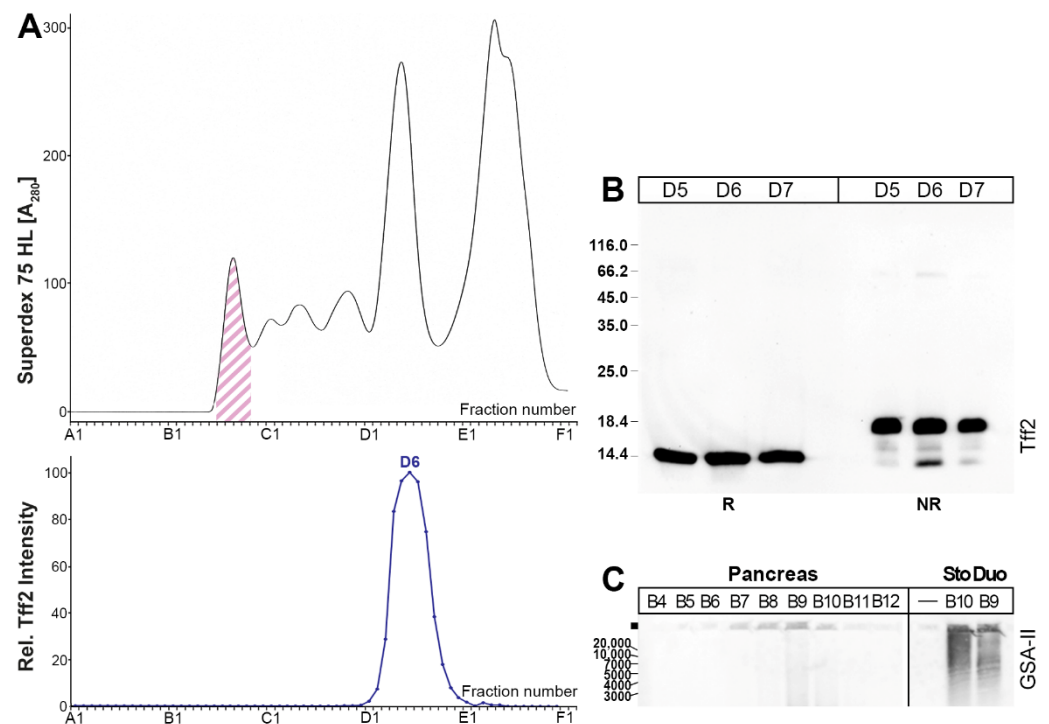 A
Superdex 75 HL [A280]
300
200
100
0
Fraction number
A1 B1 C1 D1 E1 F1
Rel. Tff2 Intensity
100
80
60
40
20
0
D6
Fraction number
A1 B1 C1 D1 E1 F1
B
D5 D6 D7 D5 D6 D7
116.0
66.2
45.0
35.0
25.0
18.4
14.4
R NR
Tff2
C
Pancreas Sto Duo
B4 B5 B6 B7 B8 B9 B10 B11 B12 — B10 B9
20.000
10.000
7000
5000
4000
3000
GSA-II